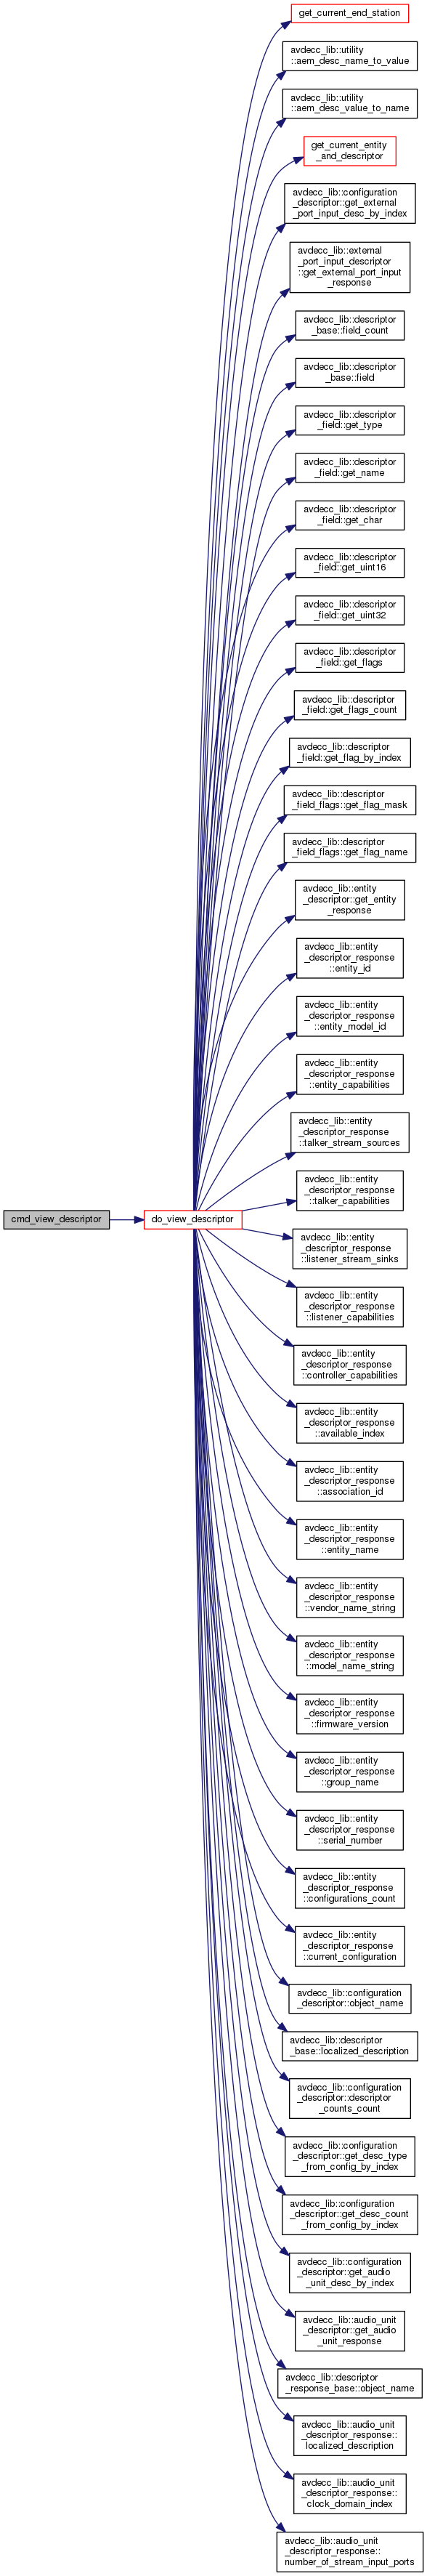 get_current_end_station
avdecc_lib::utility
::aem_desc_name_to_value
avdecc_lib::utility
::aem_desc_value_to_name
get_current_entity
_and_descriptor
avdecc_lib::configuration
_descriptor::get_external
_port_input_desc_by_index
avdecc_lib::external
_port_input_descriptor
::get_external_port_input
_response
avdecc_lib::descriptor
_base::field_count
avdecc_lib::descriptor
_base::field
avdecc_lib::descriptor
_field::get_type
avdecc_lib::descriptor
_field::get_name
avdecc_lib::descriptor
_field::get_char
avdecc_lib::descriptor
_field::get_uint16
avdecc_lib::descriptor
_field::get_uint32
avdecc_lib::descriptor
_field::get_flags
avdecc_lib::descriptor
_field::get_flags_count
avdecc_lib::descriptor
_field::get_flag_by_index
avdecc_lib::descriptor
_field_flags::get_flag_mask
avdecc_lib::descriptor
_field_flags::get_flag_name
avdecc_lib::entity
_descriptor::get_entity
_response
avdecc_lib::entity
_descriptor_response
::entity_id
avdecc_lib::entity
_descriptor_response
::entity_model_id
avdecc_lib::entity
_descriptor_response
::entity_capabilities
avdecc_lib::entity
_descriptor_response
::talker_stream_sources
avdecc_lib::entity
_descriptor_response
::talker_capabilities
cmd_view_descriptor
do_view_descriptor
avdecc_lib::entity
_descriptor_response
::listener_stream_sinks
avdecc_lib::entity
_descriptor_response
::listener_capabilities
avdecc_lib::entity
_descriptor_response
::controller_capabilities
avdecc_lib::entity
_descriptor_response
::available_index
avdecc_lib::entity
_descriptor_response
::association_id
avdecc_lib::entity
_descriptor_response
::entity_name
avdecc_lib::entity
_descriptor_response
::vendor_name_string
avdecc_lib::entity
_descriptor_response
::model_name_string
avdecc_lib::entity
_descriptor_response
::firmware_version
avdecc_lib::entity
_descriptor_response
::group_name
avdecc_lib::entity
_descriptor_response
::serial_number
avdecc_lib::entity
_descriptor_response
::configurations_count
avdecc_lib::entity
_descriptor_response
::current_configuration
avdecc_lib::configuration
_descriptor::object_name
avdecc_lib::descriptor
_base::localized_description
avdecc_lib::configuration
_descriptor::descriptor
_counts_count
avdecc_lib::configuration
_descriptor::get_desc_type
_from_config_by_index
avdecc_lib::configuration
_descriptor::get_desc_count
_from_config_by_index
avdecc_lib::configuration
_descriptor::get_audio
_unit_desc_by_index
avdecc_lib::audio_unit
_descriptor::get_audio
_unit_response
avdecc_lib::descriptor
_response_base::object_name
avdecc_lib::audio_unit
_descriptor_response::
localized_description
avdecc_lib::audio_unit
_descriptor_response::
clock_domain_index
avdecc_lib::audio_unit
_descriptor_response::
number_of_stream_input_ports